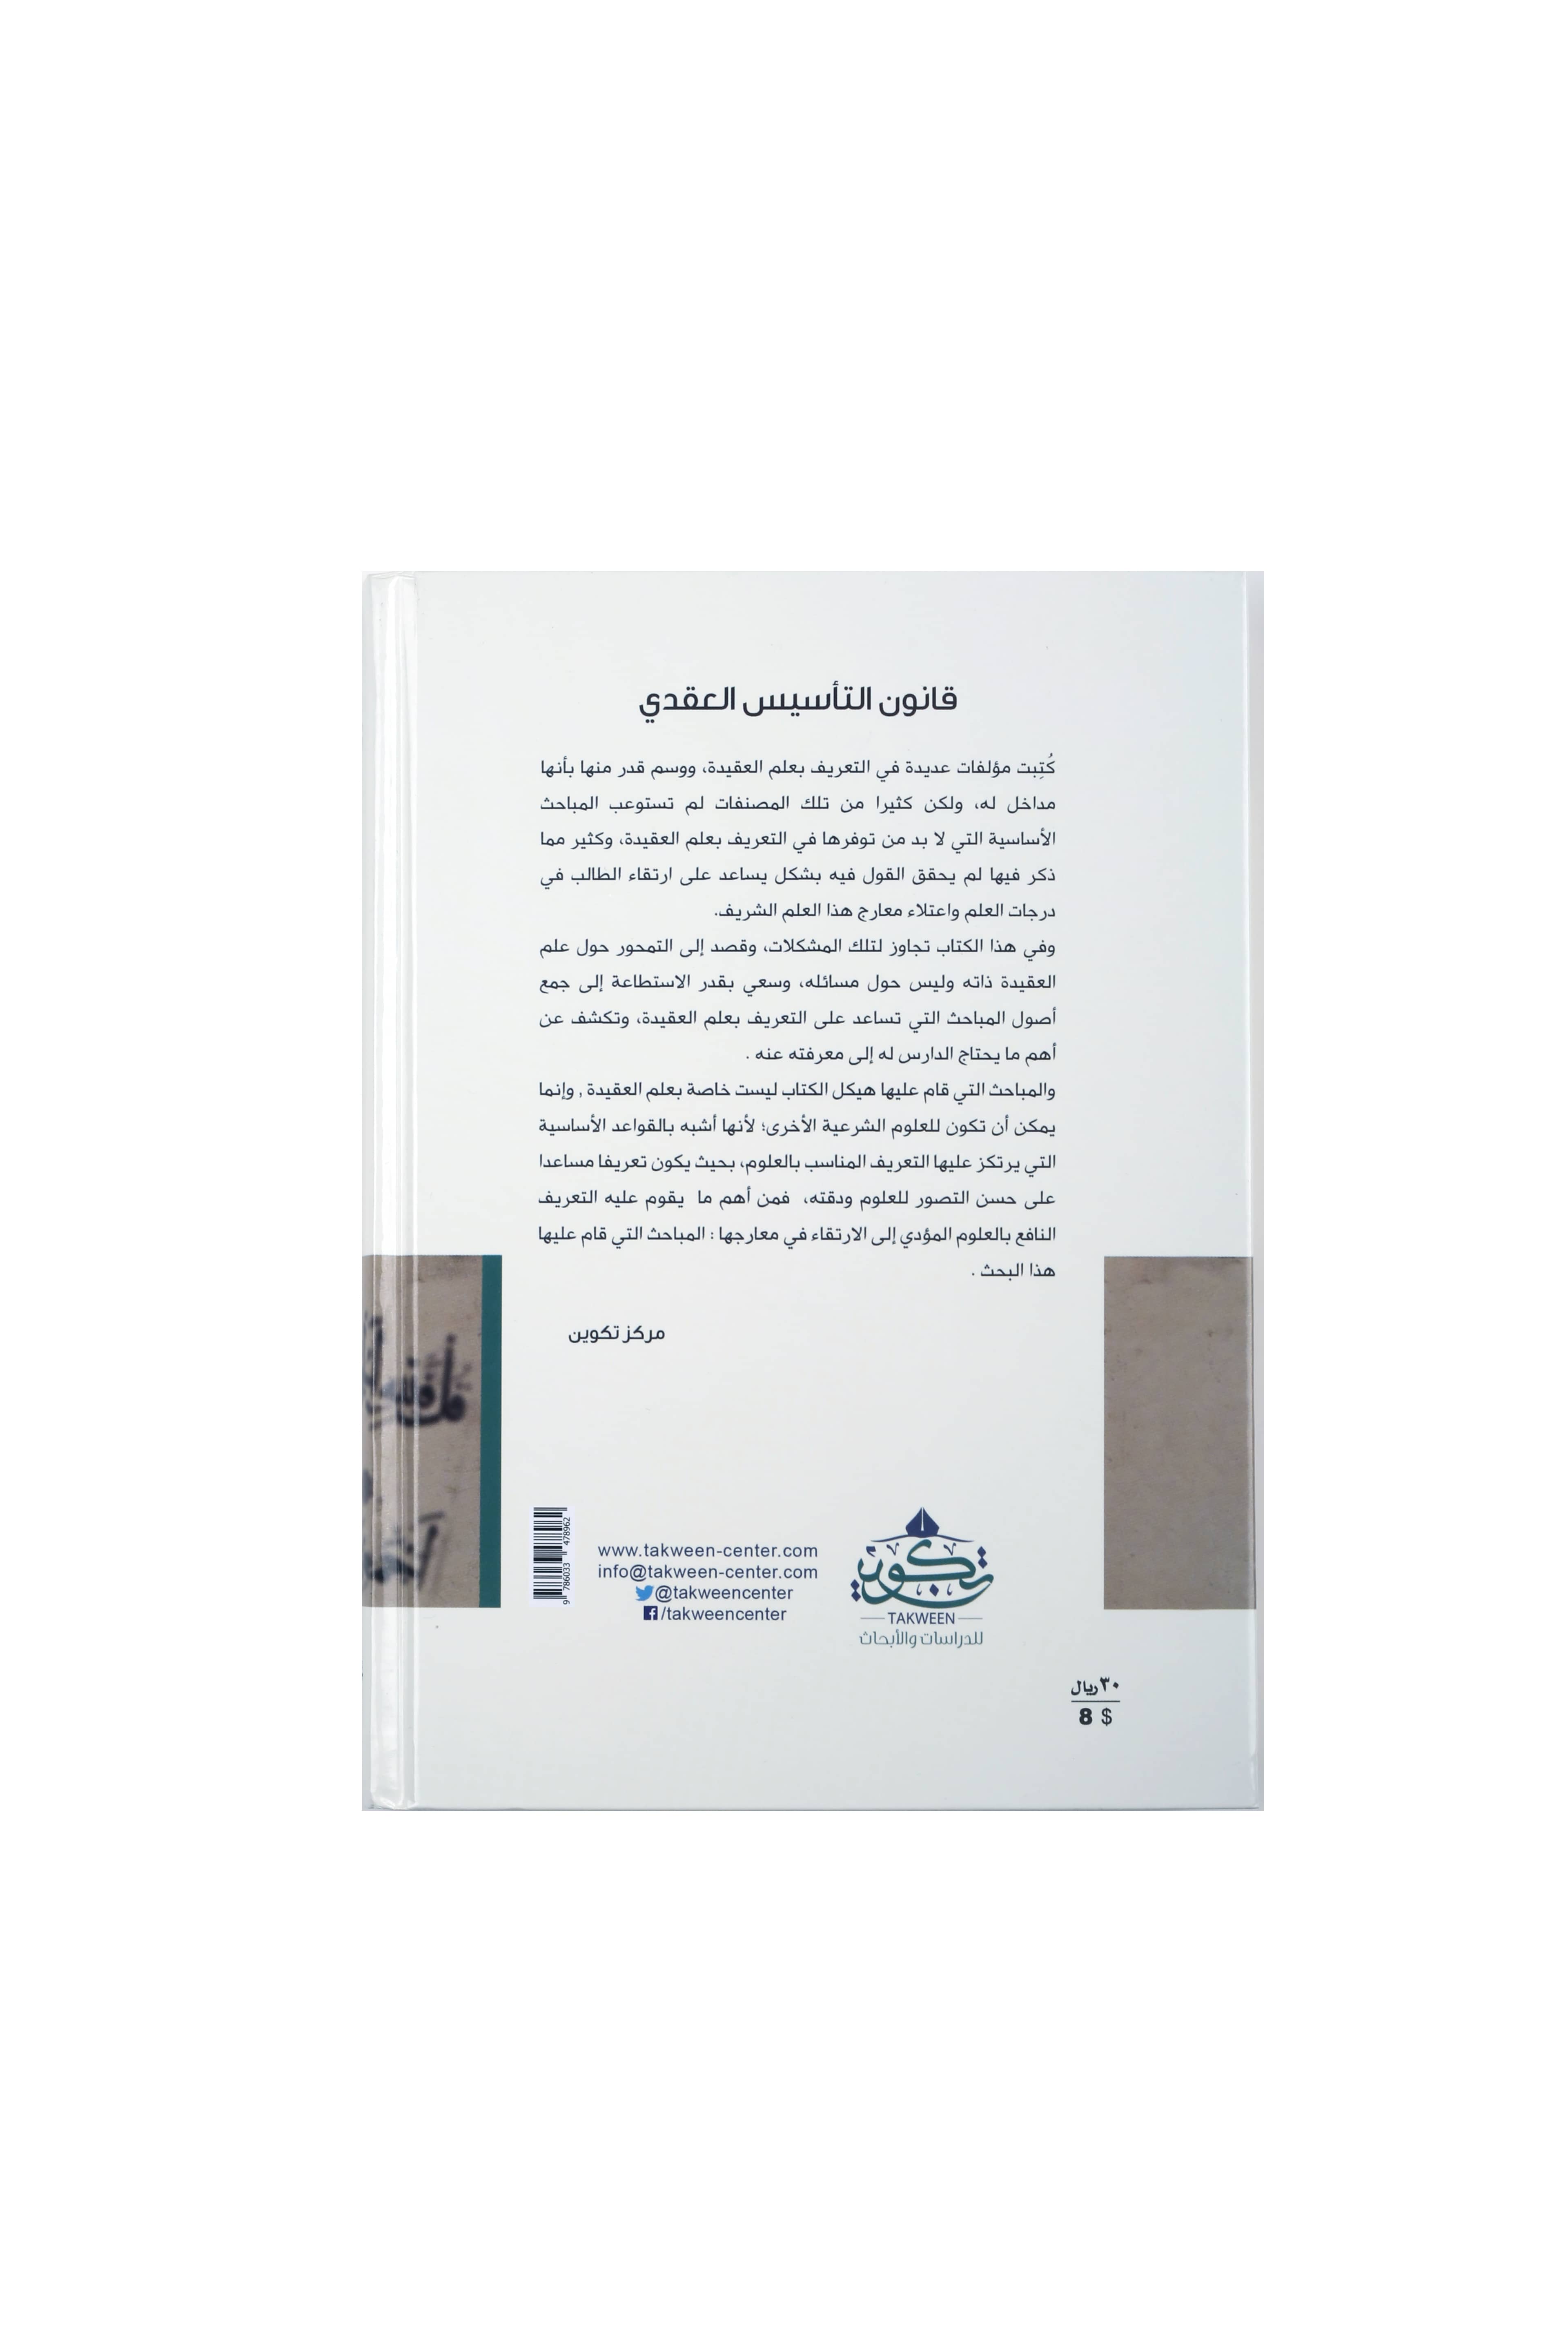 قانون التأسيس العقدي
كُتِبت مؤلفات عديدة في التعريف بعلم العقيدة، ووسم قدر منها بأنها
مداخل له، ولكن كثيرا من تلك المصنفات لم تستوعب المباحث
الأساسية التي لا بد من توفرها في التعريف بعلم العقيدة، وكثير مما
ذكر فيها لم يحقق القول فيه بشكل يساعد على ارتقاء الطالب في
درجات العلم واعتلاء معارج هذا العلم الشريف.
وفي هذا الكتاب تجاوز لتلك المشكلات، وقصد إلى التمحور حول علم
العقيدة ذاته وليس حول مسائله، وسعي بقدر الاستطاعة إلى جمع
أصول المباحث التي تساعد على التعريف بعلم العقيدة، وتكشف عن
أهم ما يحتاج الدارس له إلى معرفته عنه .
والمباحث التي قام عليها هيكل الكتاب ليست خاصة بعلم العقيدة , وإنما
يمكن أن تكون للعلوم الشرعية الأخرى؛ لأنها أشبه بالقواعد الأساسية
التي يرتكز عليها التعريف المناسب بالعلوم، بحيث يكون تعريفا مساعدا
على حسن التصور للعلوم ودقته، فمن أهم ما يقوم عليه التعريف
النافع بالعلوم المؤدي إلى الارتقاء في معارجها : المباحث التي قام عليها
هذا البحث .
مركز تكوين
تكوين
TAKWEEN
للدراسات والأبحاث
www.takween-center.com
info@takween-center.com
@takweencenter
/takweencenter
9 786033 478962
٣٠ ريال
8 $